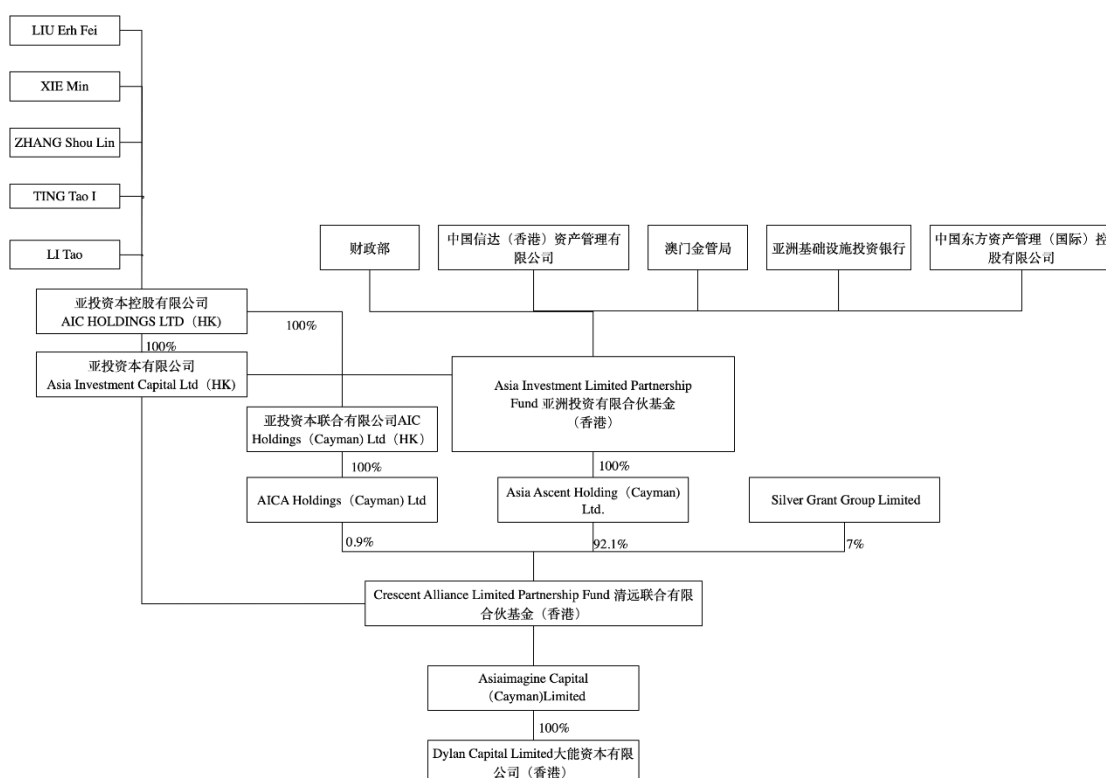 LIU Erh Fei
XIE Min
ZHANG Shou Lin
TING Tao I
LI Tao
财政部
中国信达（香港）资产管理有
限公司
澳门金管局
亚洲基础设施投资银行
中国东方资产管理（国际）控
股有限公司
亚投资本控股有限公司
AIC HOLDINGS LTD（HK)
100%
100%
亚投资本有限公司
Asia Investment Capital Ltd（HK)
Asia Investment Limited Partnership
Fund 亚洲投资有限合伙基金
（香港）
亚投资本联合有限公司AIC
Holdings（Cayman) Ltd（HK）
100%
100%
AICA Holdings（Cayman) Ltd
Asia Ascent Holding（Cayman)
Ltd.
Silver Grant Group Limited
0.9%
92.1%
7%
Crescent Alliance Limited Partnership Fund 清远联合有限
合伙基金（香港）
Asiaimagine Capital
（Cayman)Limited
100%
Dylan Capital Limited大能资本有限
公司（香港）